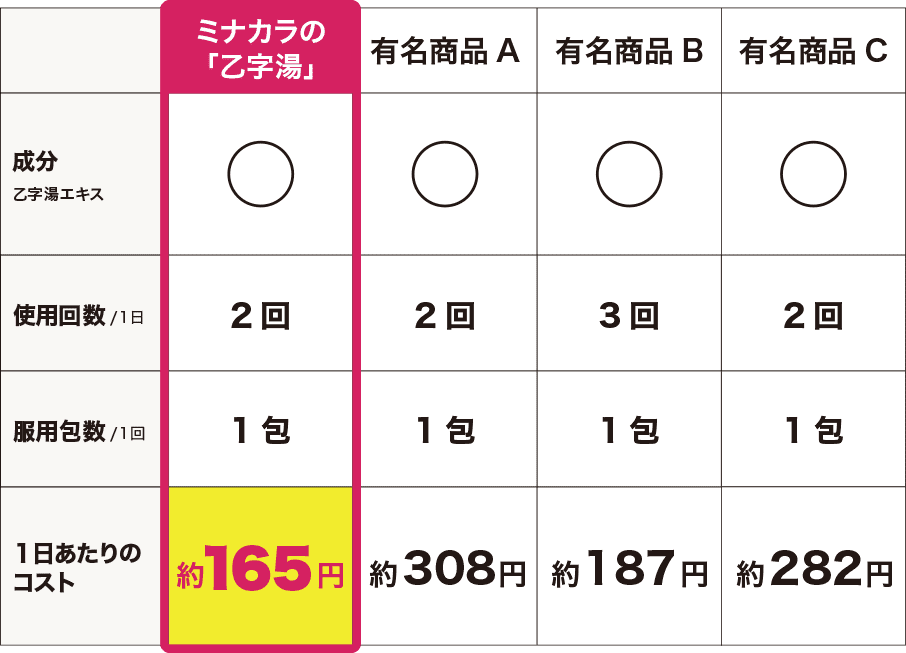 ミナカラの
「乙字湯」
有名商品 A
有名商品 B
有名商品 C
成分
乙字湯エキス
使用回数 /1日
2 回
2 回
3 回
2 回
服用包数 /1回
1 包
1 包
1 包
1 包
1日あたりの
コスト
約165円
約308円
約187円
約282円